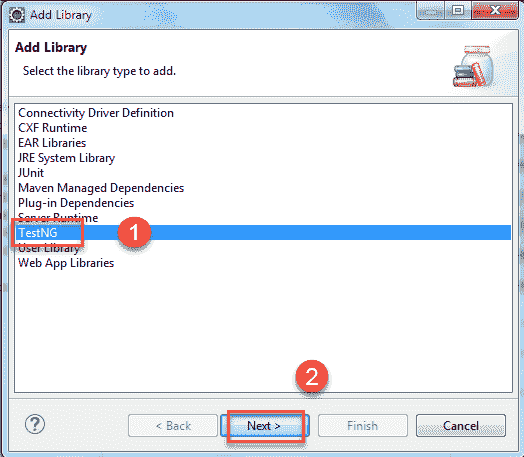 Add Library
Add Library
Select the library type to add.
Connectivity Driver Definition
CXF Runtime
EAR Libraries
JRE System Library
JUnit
Maven Managed Dependencies
Plug-in Dependencies
Server Runtime
TestNG
1
User Library
Web App Libraries
2
?
< Back
Next >
Finish
Cancel